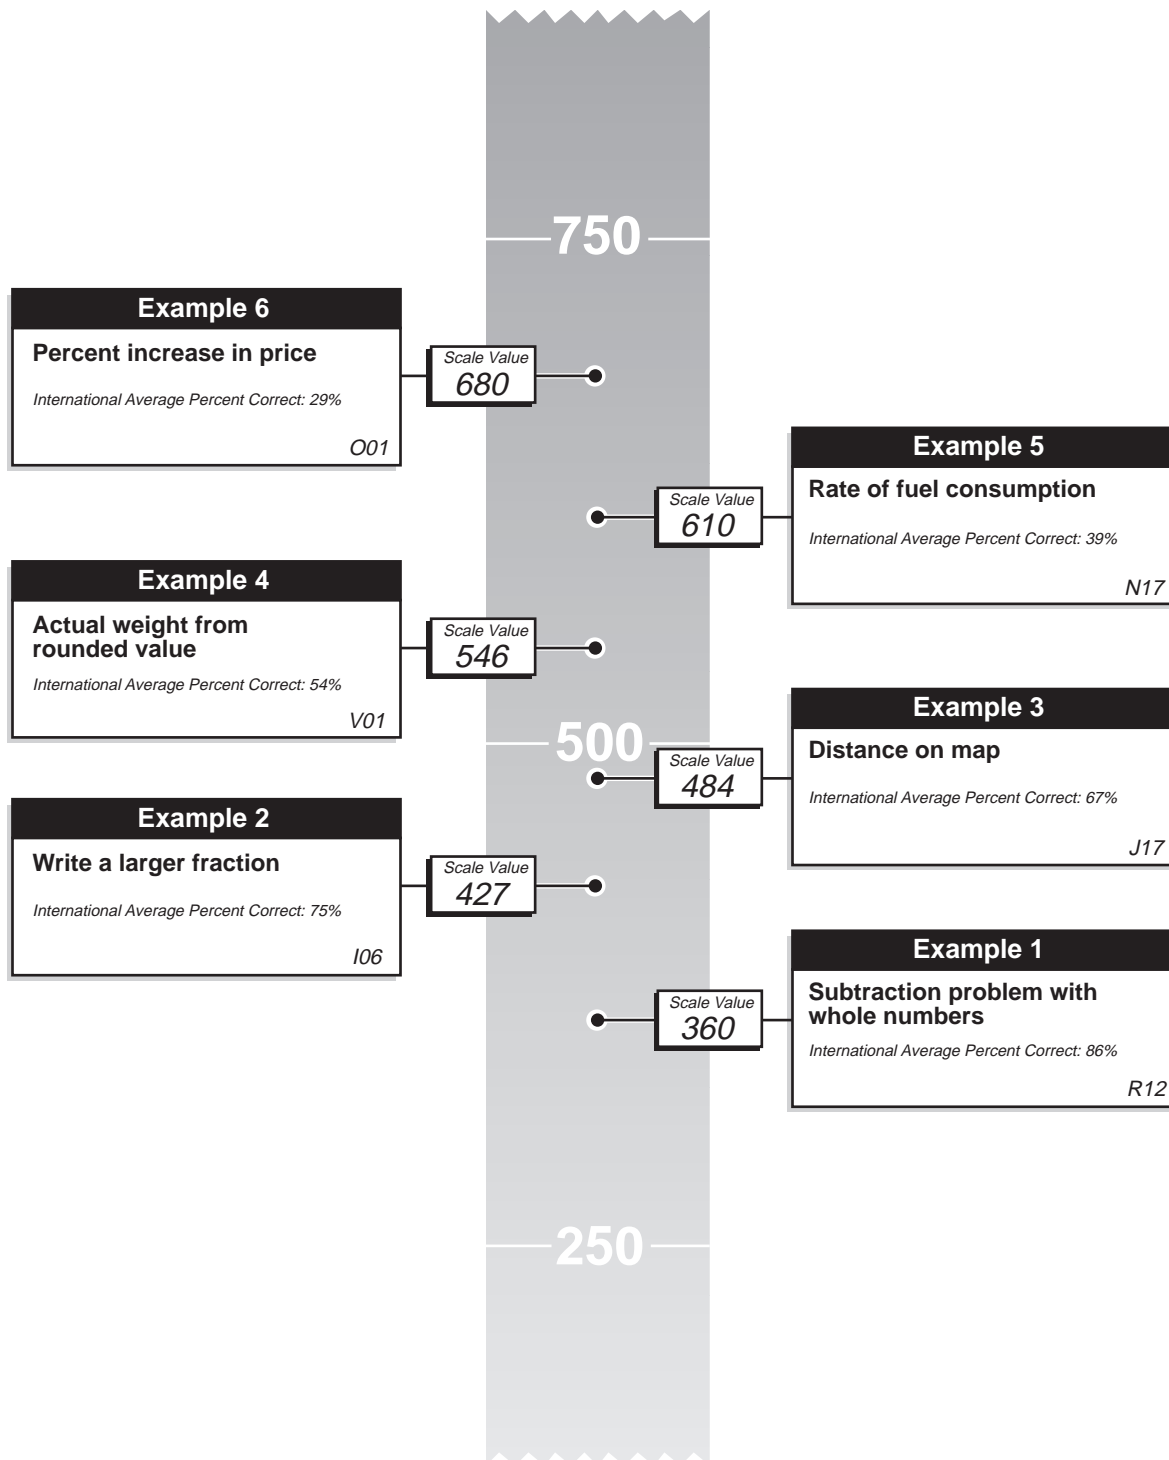 750
Example 6
Percent increase in price
International Average Percent Correct: 29%
O01
Scale Value
680
Example 5
Rate of fuel consumption
International Average Percent Correct: 39%
N17
Scale Value
610
Example 4
Actual weight from
rounded value
International Average Percent Correct: 54%
V01
Scale Value
546
500
Example 3
Distance on map
International Average Percent Correct: 67%
J17
Scale Value
484
Example 2
Write a larger fraction
International Average Percent Correct: 75%
I06
Scale Value
427
Example 1
Subtraction problem with
whole numbers
International Average Percent Correct: 86%
R12
Scale Value
360
250